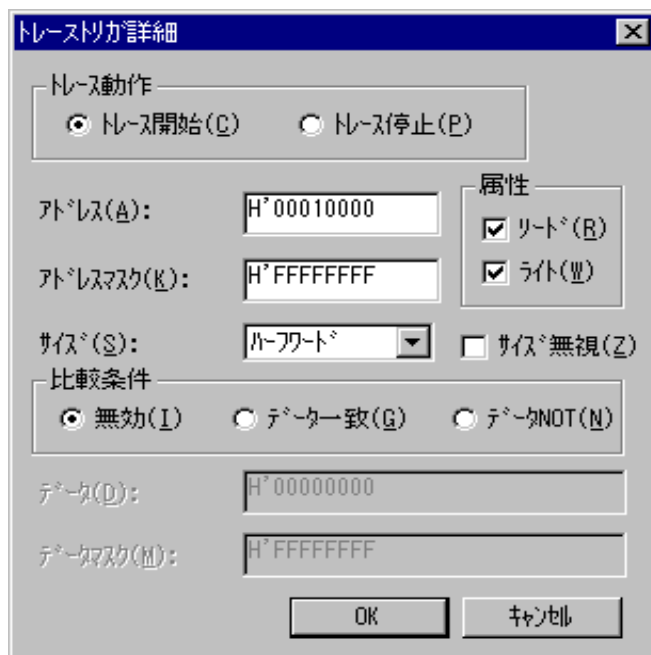 トレーストリガ詳細
トレース動作
トレース開始(C) トレース停止(P)
アドレス(A): H'00010000
属性
リード(R)
アドレスマスク(K): H'FFFFFFFF
ライト(W)
サイズ(S): ハーフワード サイズ無視(Z)
比較条件
無効(I) データ一致(G) データNOT(N)
データ(D): H'00000000
データマスク(M): H'FFFFFFFF
OK キャンセル